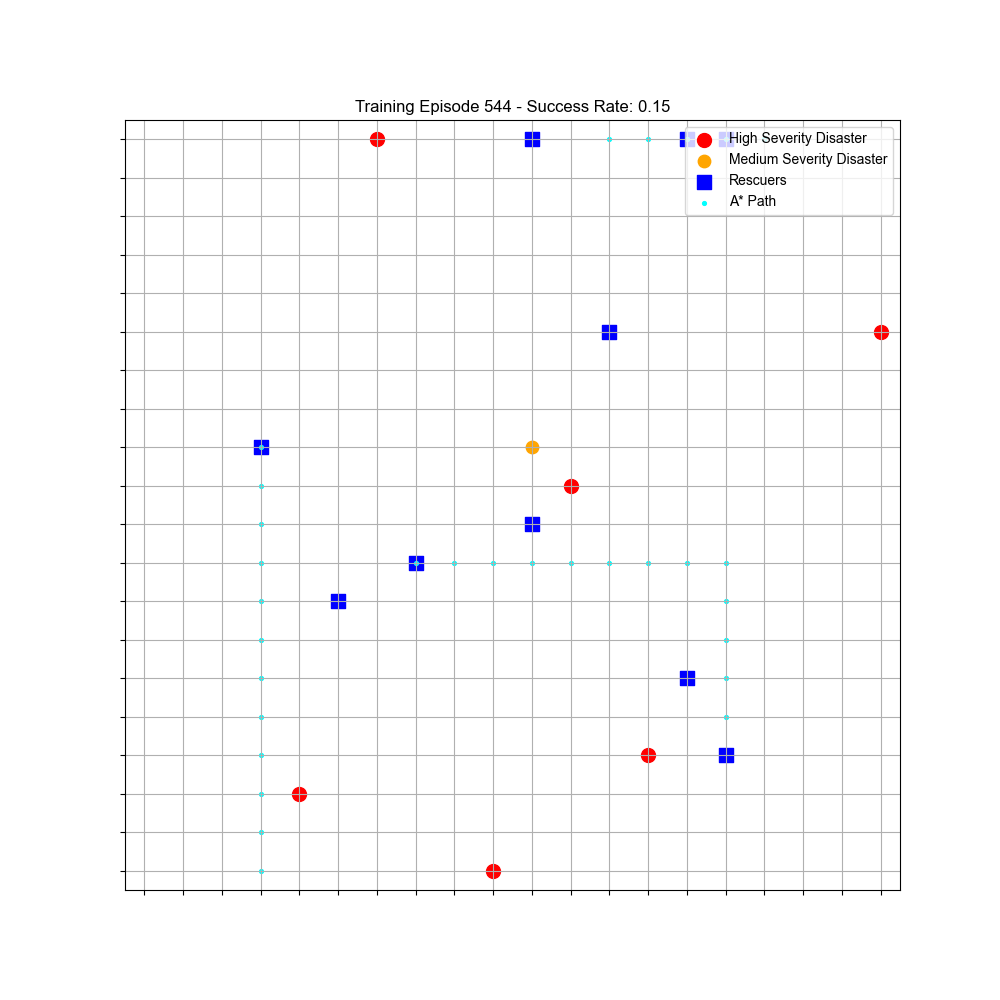 Training Episode 544 - Success Rate: 0.15
High Severity Disaster
Medium Severity Disaster
Rescuers
A* Path